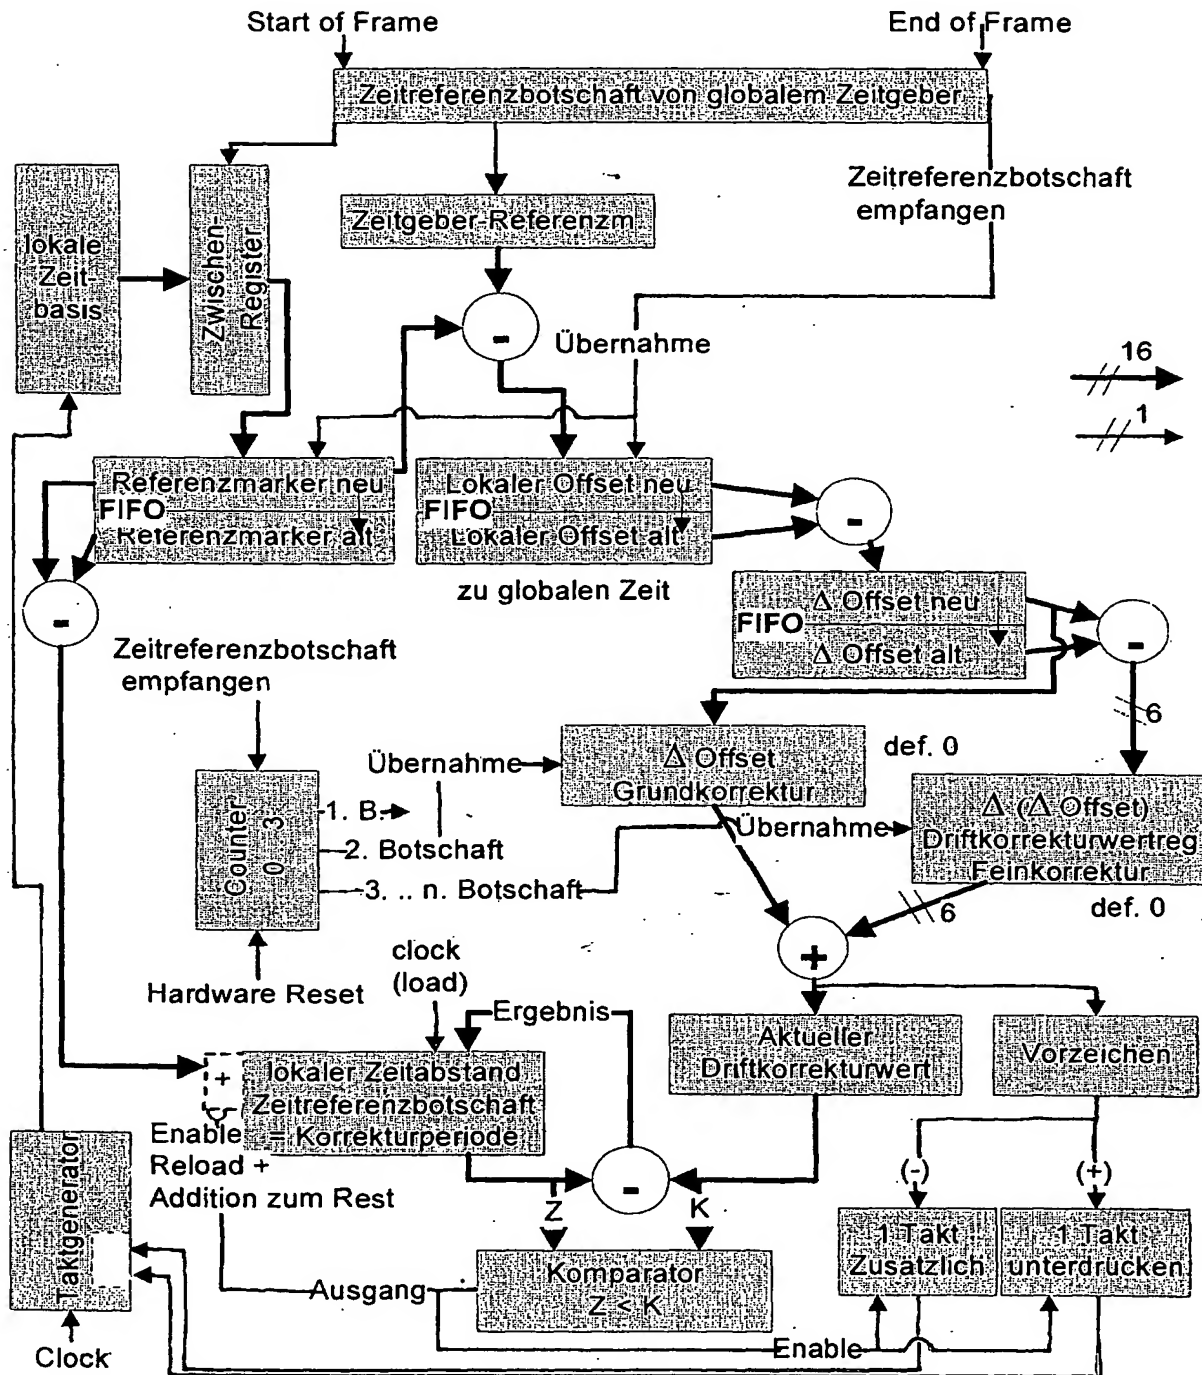 Start of Frame
End of Frame
Zeitreferenzbotschaft von globalem Zeitgeber
Zeitreferenzbotschaft
empfangen
lokale
Zeit-
basis
Zwischen-
Register
Zeitgeber-Referenzm
-
Übernahme
16
1
Referenzmarker neu
FIFO
Referenzmarker alt
Lokaler Offset neu
FIFO
Lokaler Offset alt
-
zu globalen Zeit
-
Δ Offset neu
FIFO
Δ Offset alt
-
6
Zeitreferenzbotschaft
empfangen
Counter
0 3
Übernahme
1. B.
2. Botschaft
3. .. n. Botschaft
Hardware Reset
Δ Offset
Grundkorrektur
def. 0
Übernahme
Δ (Δ Offset)
Driftkorrekturwertreg
Feinkorrektur
def. 0
6
+
clock
(load)
Ergebnis
+
lokaler Zeitabstand
Zeitreferenzbotschaft
= Korrekturperiode
Aktueller
Driftkorrekturwert
Vorzeichen
Enable
Reload +
Addition zum Rest
-
Z
K
(-)
(+)
Taktgenerator
Clock
Ausgang
Komparator
Z < K
1 Takt
Zusätzlich
1 Takt
unterdrücken
Enable